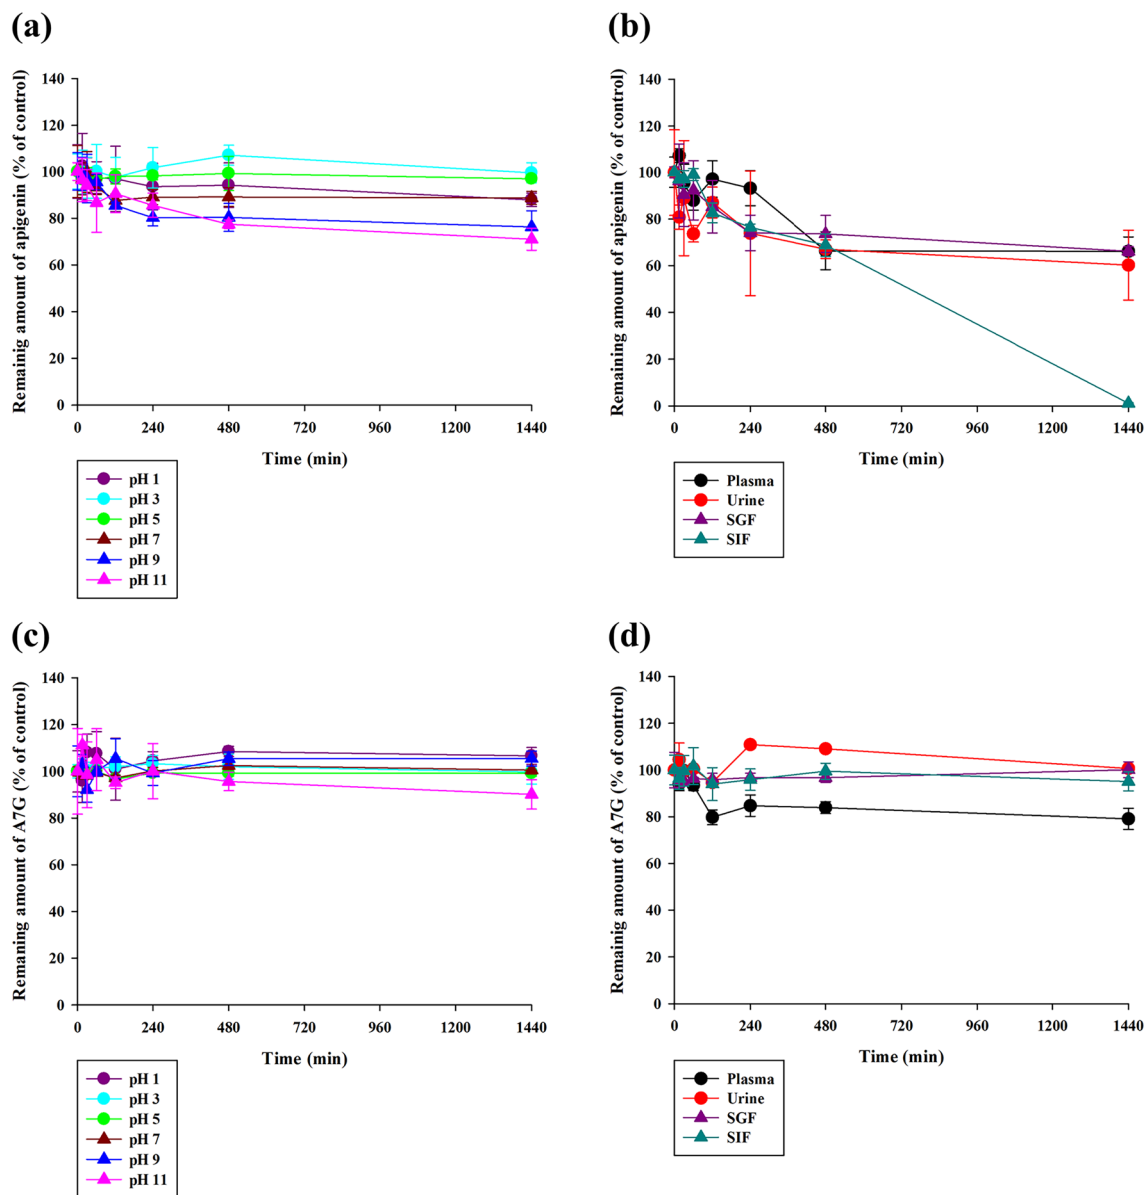 (a)
Remainig amount of apigenin (% of control)
140
120
100
80
60
40
20
0
0 240 480 720 960 1200 1440
Time (min)
pH 1
pH 3
pH 5
pH 7
pH 9
pH 11
(b)
Remainig amount of apigenin (% of control)
140
120
100
80
60
40
20
0
0 240 480 720 960 1200 1440
Time (min)
Plasma
Urine
SGF
SIF
(c)
Remaning amount of A7G (% of control)
140
120
100
80
60
40
20
0
0 240 480 720 960 1200 1440
Time (min)
pH 1
pH 3
pH 5
pH 7
pH 9
pH 11
(d)
Remainig amount of A7G (% of control)
140
120
100
80
60
40
20
0
0 240 480 720 960 1200 1440
Time (min)
Plasma
Urine
SGF
SIF